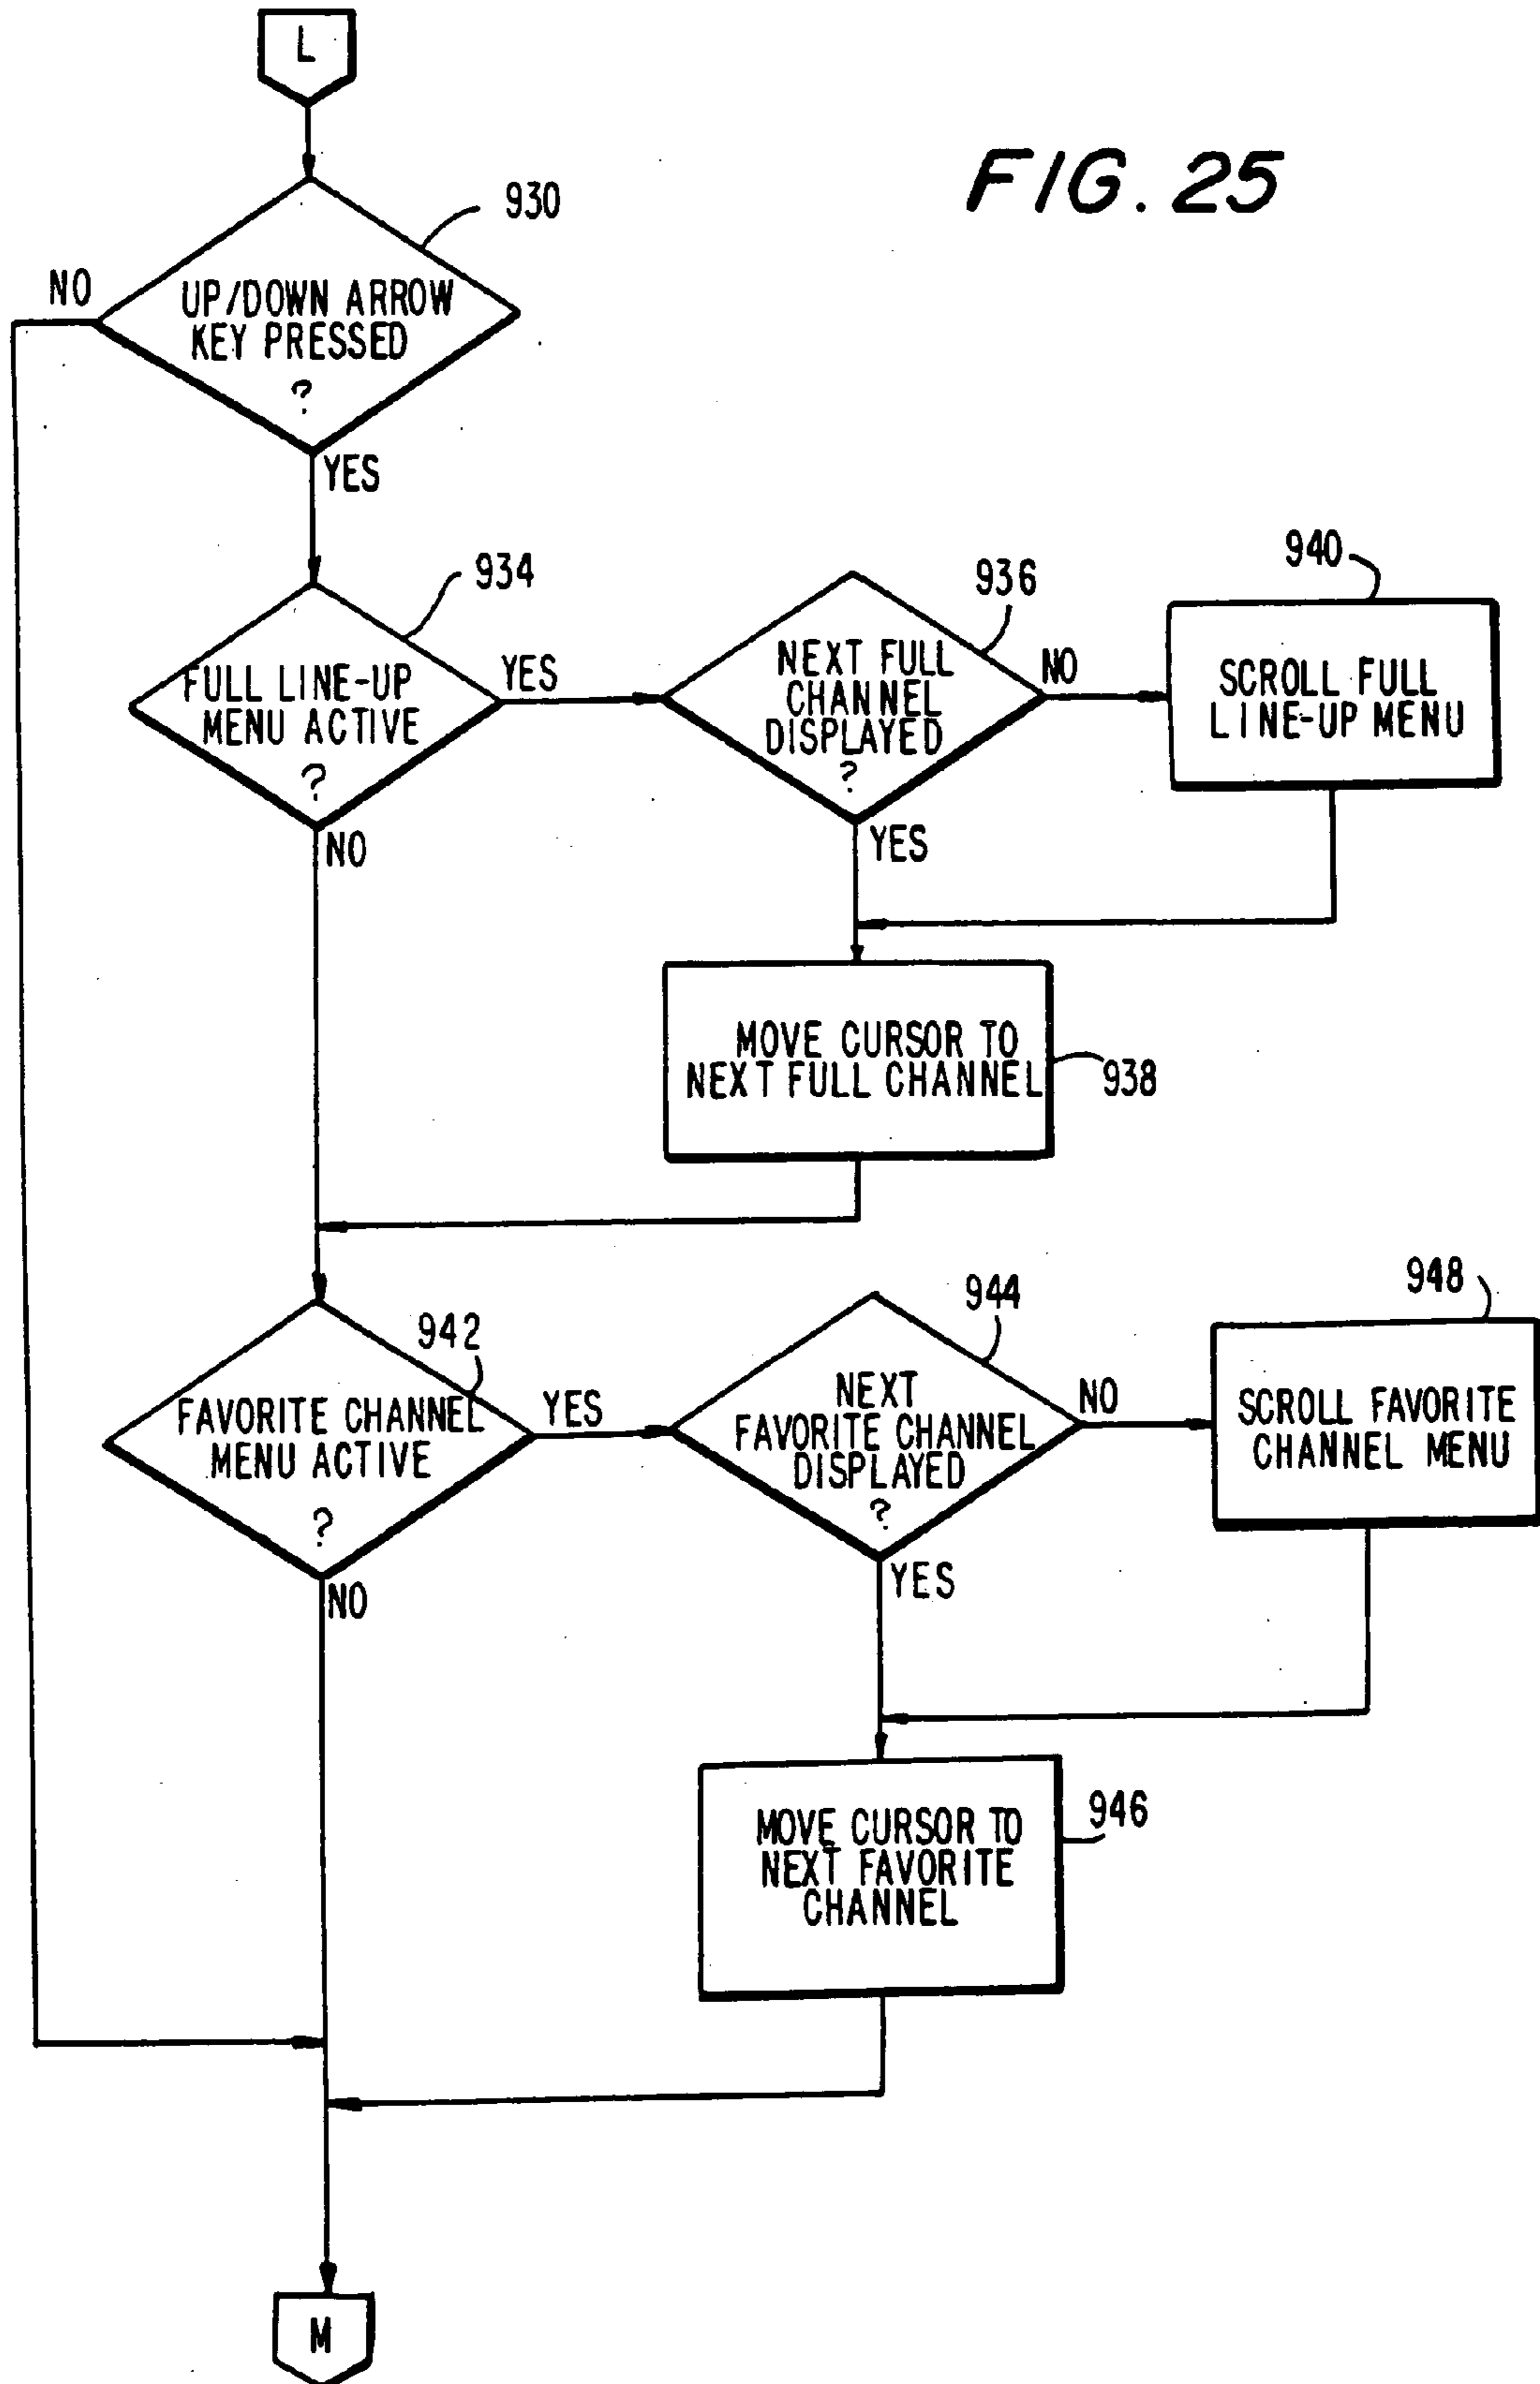 L
FIG. 25
930
NO
UP/DOWN ARROW
KEY PRESSED
?
YES
934
FULL LINE-UP
MENU ACTIVE
?
YES
NO
936
NEXT FULL
CHANNEL
DISPLAYED
?
NO
YES
940
SCROLL FULL
LINE-UP MENU
MOVE CURSOR TO
NEXT FULL CHANNEL
938
942
FAVORITE CHANNEL
MENU ACTIVE
?
YES
NO
944
NEXT
FAVORITE CHANNEL
DISPLAYED
?
NO
YES
948
SCROLL FAVORITE
CHANNEL MENU
MOVE CURSOR TO
NEXT FAVORITE
CHANNEL
946
M